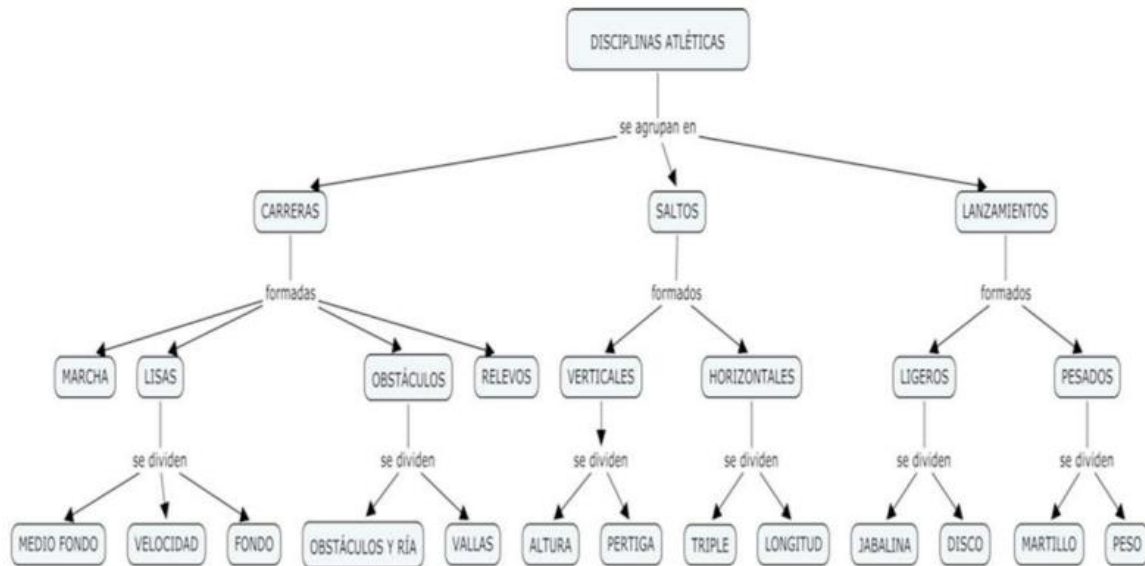 DISCIPLINAS ATLÉTICAS
se agrupan en
CARRERAS
SALTOS
LANZAMIENTOS
formadas
formados
formados
MARCHA
LISAS
OBSTÁCULOS
RELEVOS
VERTICALES
HORIZONTALES
LIGEROS
PESADOS
se dividen
se dividen
se dividen
se dividen
se dividen
se dividen
MEDIO FONDO
VELOCIDAD
FONDO
OBSTÁCULOS Y RÍA
VALLAS
ALTURA
PERTIGA
TRIPLE
LONGITUD
JABALINA
DISCO
MARTILLO
PESO